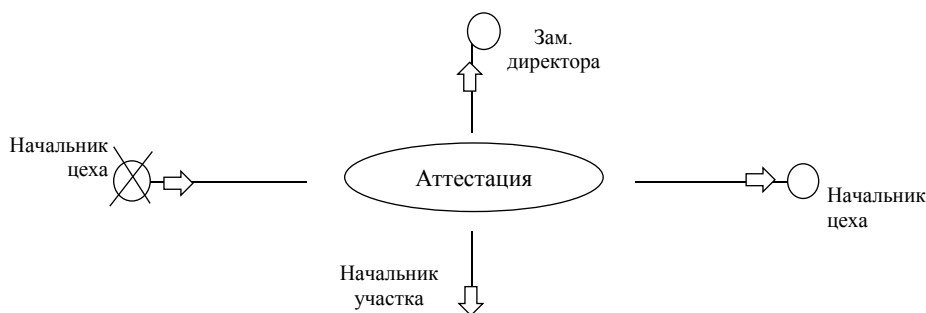 Зам.
директора
Начальник
цеха
Аттестация
Начальник
цеха
Начальник
участка